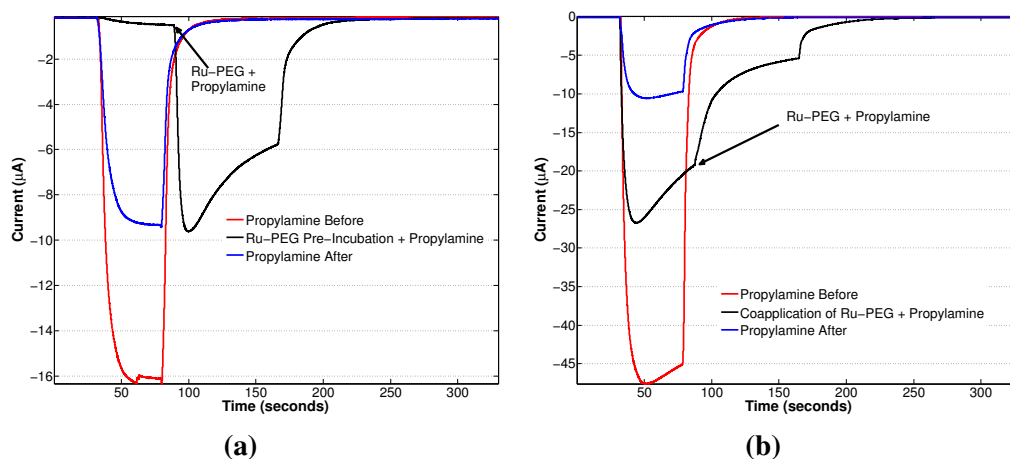 −2
−4
−6
−8
−10
−12
−14
−16
Current (µA)
50 100 150 200 250 300
Time (seconds)
Ru−PEG +
Propylamine
Propylamine Before
Ru−PEG Pre−Incubation + Propylamine
Propylamine After
(a)
0
−5
−10
−15
−20
−25
−30
−35
−40
−45
Current (µA)
50 100 150 200 250 300
Time (seconds)
Ru−PEG + Propylamine
Propylamine Before
Coapplication of Ru−PEG + Propylamine
Propylamine After
(b)